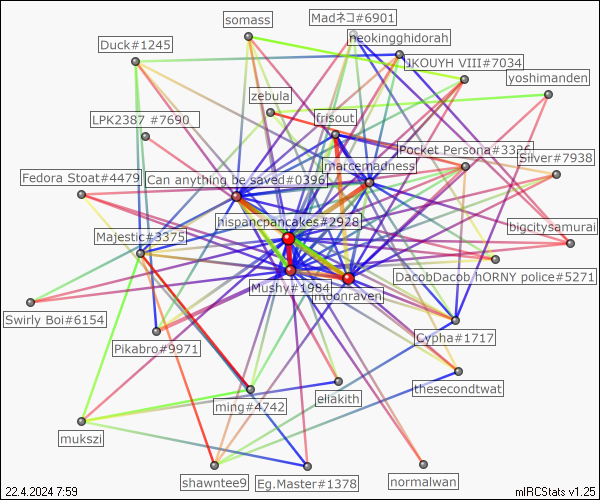 somass
Madネコ#6901
neokingghidorah
Duck#1245
JKOUYH VIII#7034
yoshimanden
zebula
LPK2387 #7690
frisout
Pocket Persona#3326
Silver#7938
marcemadness
Fedora Stoat#4479
Can anything be saved#0396
hispancpancakes#2928
bigcitysamurai
Majestic#3375
DacobDacob hORNY police#5271
Mushy#1984
moonraven
Swirly Boi#6154
Cypha#1717
Pikabro#9971
thesecondtwat
eliakith
ming#4742
mukszi
shawntee9
Eg.Master#1378
normalwan
22.4.2024 7:59
mIRCStats v1.25